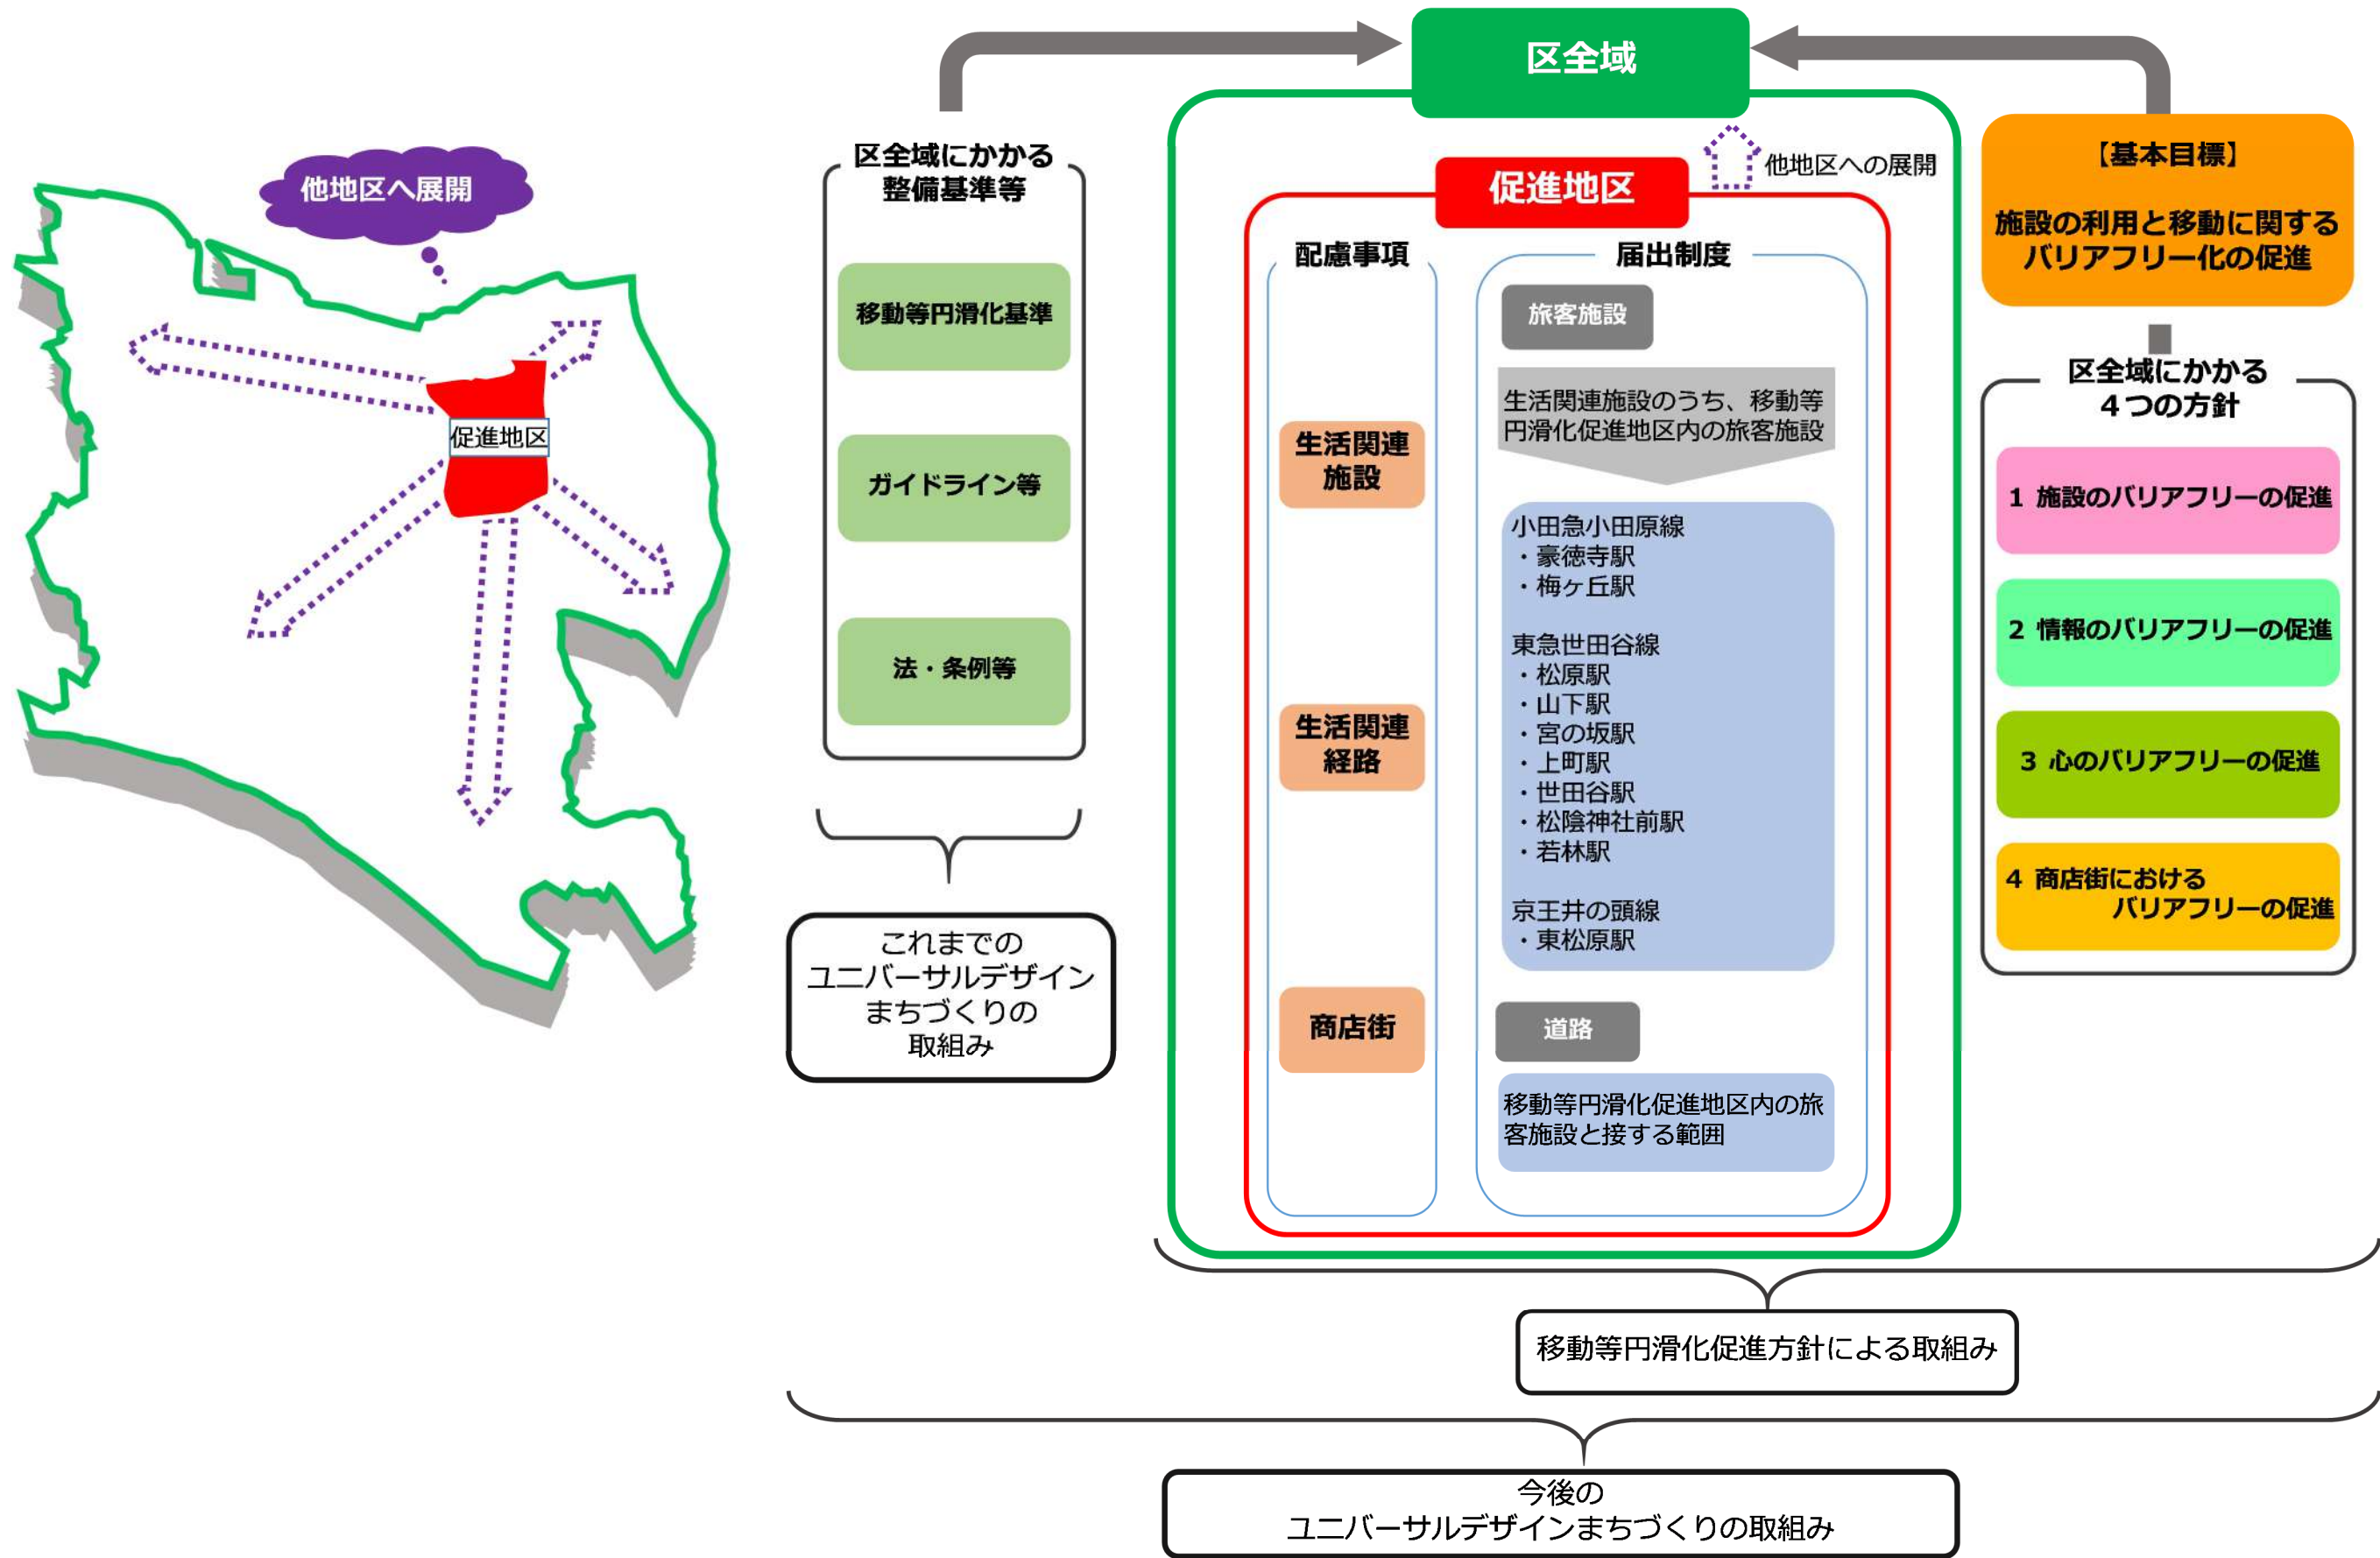 他地区へ展開
促進地区
区全域にかかる
整備基準等
移動等円滑化基準
ガイドライン等
法・条例等
これまでの
ユニバーサルデザイン
まちづくりの
取組み
区全域
他地区への展開
促進地区
配慮事項
生活関連
施設
生活関連
経路
商店街
届出制度
旅客施設
生活関連施設のうち、移動等
円滑化促進地区内の旅客施設
小田急小田原線
・豪徳寺駅
・梅ヶ丘駅
東急世田谷線
・松原駅
・山下駅
・宮の坂駅
・上町駅
・世田谷駅
・松陰神社前駅
・若林駅
京王井の頭線
・東松原駅
道路
移動等円滑化促進地区内の旅
客施設と接する範囲
【基本目標】
施設の利用と移動に関する
バリアフリー化の促進
区全域にかかる
４つの方針
1 施設のバリアフリーの促進
2 情報のバリアフリーの促進
3 心のバリアフリーの促進
4 商店街における
バリアフリーの促進
移動等円滑化促進方針による取組み
今後の
ユニバーサルデザインまちづくりの取組み